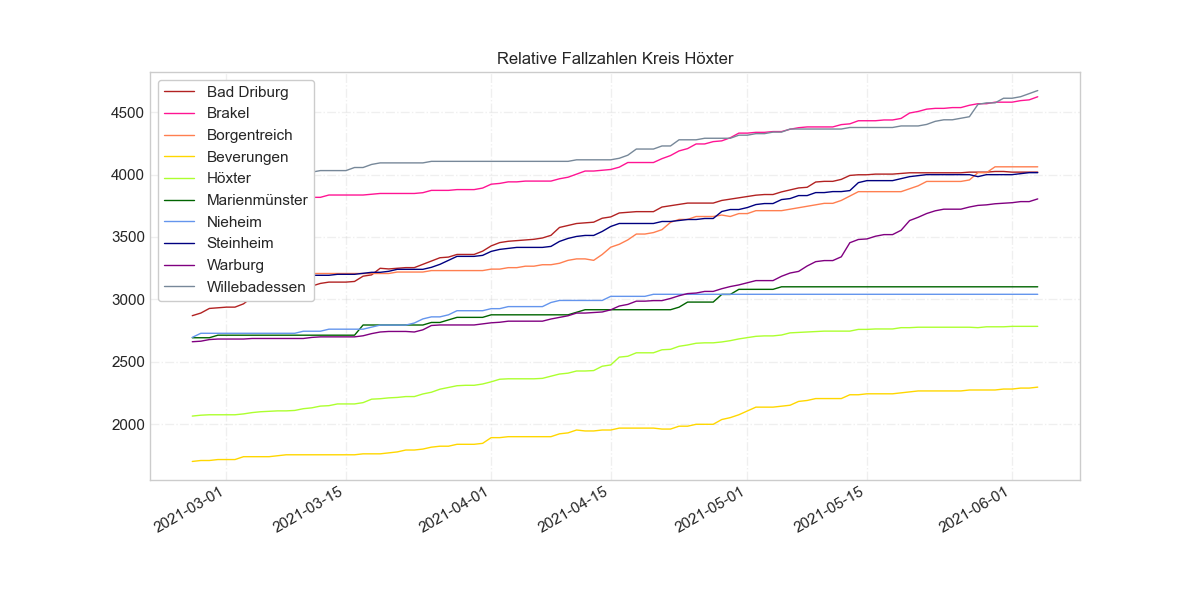 Relative Fallzahlen Kreis Höxter
Bad Driburg
Brakel
Borgentreich
Beverungen
Höxter
Marienmünster
Nieheim
Steinheim
Warburg
Willebadessen
4500
4000
3500
3000
2500
2000
2021-03-01
2021-03-15
2021-04-01
2021-04-15
2021-05-01
2021-05-15
2021-06-01